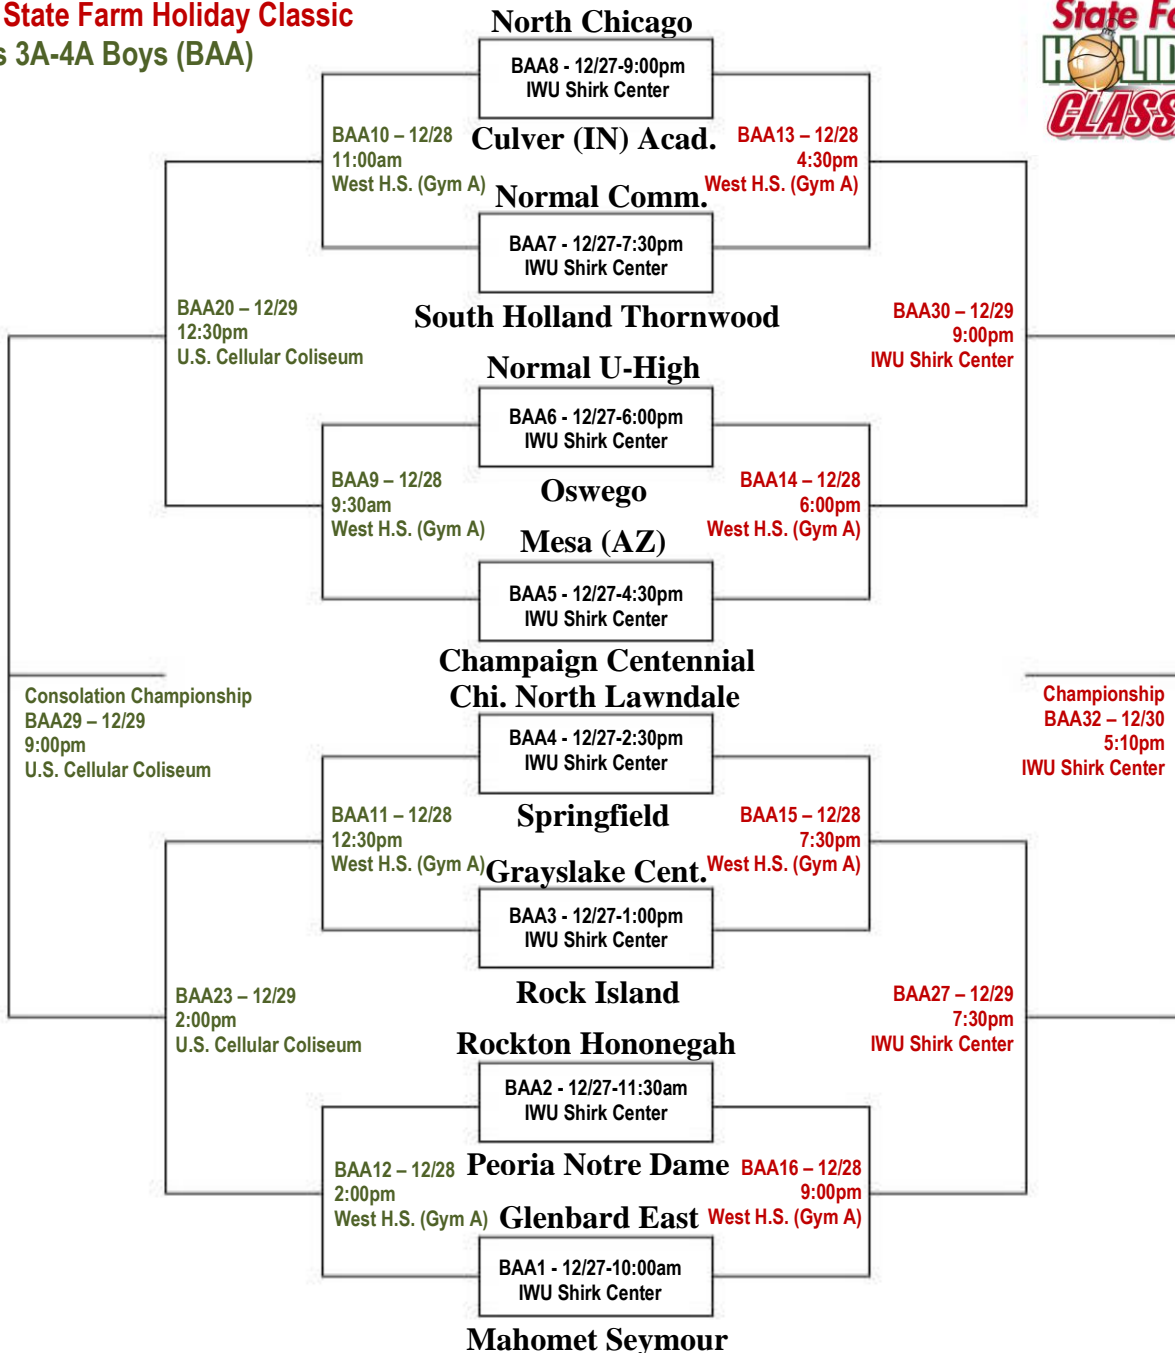 State Farm Holiday Classic
3A-4A Boys (BAA)
State
HOLID
CLASS
North Chicago
BAA8 - 12/27-9:00pm
IWU Shirk Center
Culver (IN) Acad.
BAA10 – 12/28
11:00am
West H.S. (Gym A)
BAA13 – 12/28
4:30pm
West H.S. (Gym A)
Normal Comm.
BAA7 - 12/27-7:30pm
IWU Shirk Center
South Holland Thornwood
BAA20 – 12/29
12:30pm
U.S. Cellular Coliseum
BAA30 – 12/29
9:00pm
IWU Shirk Center
Normal U-High
BAA6 - 12/27-6:00pm
IWU Shirk Center
Oswego
BAA9 – 12/28
9:30am
West H.S. (Gym A)
BAA14 – 12/28
6:00pm
West H.S. (Gym A)
Mesa (AZ)
BAA5 - 12/27-4:30pm
IWU Shirk Center
Champaign Centennial
Consolation Championship
BAA29 – 12/29
9:00pm
U.S. Cellular Coliseum
Championship
BAA32 – 12/30
5:10pm
IWU Shirk Center
Chi. North Lawndale
BAA4 - 12/27-2:30pm
IWU Shirk Center
Springfield
BAA11 – 12/28
12:30pm
West H.S. (Gym A)
BAA15 – 12/28
7:30pm
West H.S. (Gym A)
Grayslake Cent.
BAA3 - 12/27-1:00pm
IWU Shirk Center
Rock Island
BAA23 – 12/29
2:00pm
U.S. Cellular Coliseum
BAA27 – 12/29
7:30pm
IWU Shirk Center
Rockton Hononegah
BAA2 - 12/27-11:30am
IWU Shirk Center
Peoria Notre Dame
BAA12 – 12/28
2:00pm
West H.S. (Gym A)
BAA16 – 12/28
9:00pm
West H.S. (Gym A)
Glenbard East
BAA1 - 12/27-10:00am
IWU Shirk Center
Mahomet Seymour